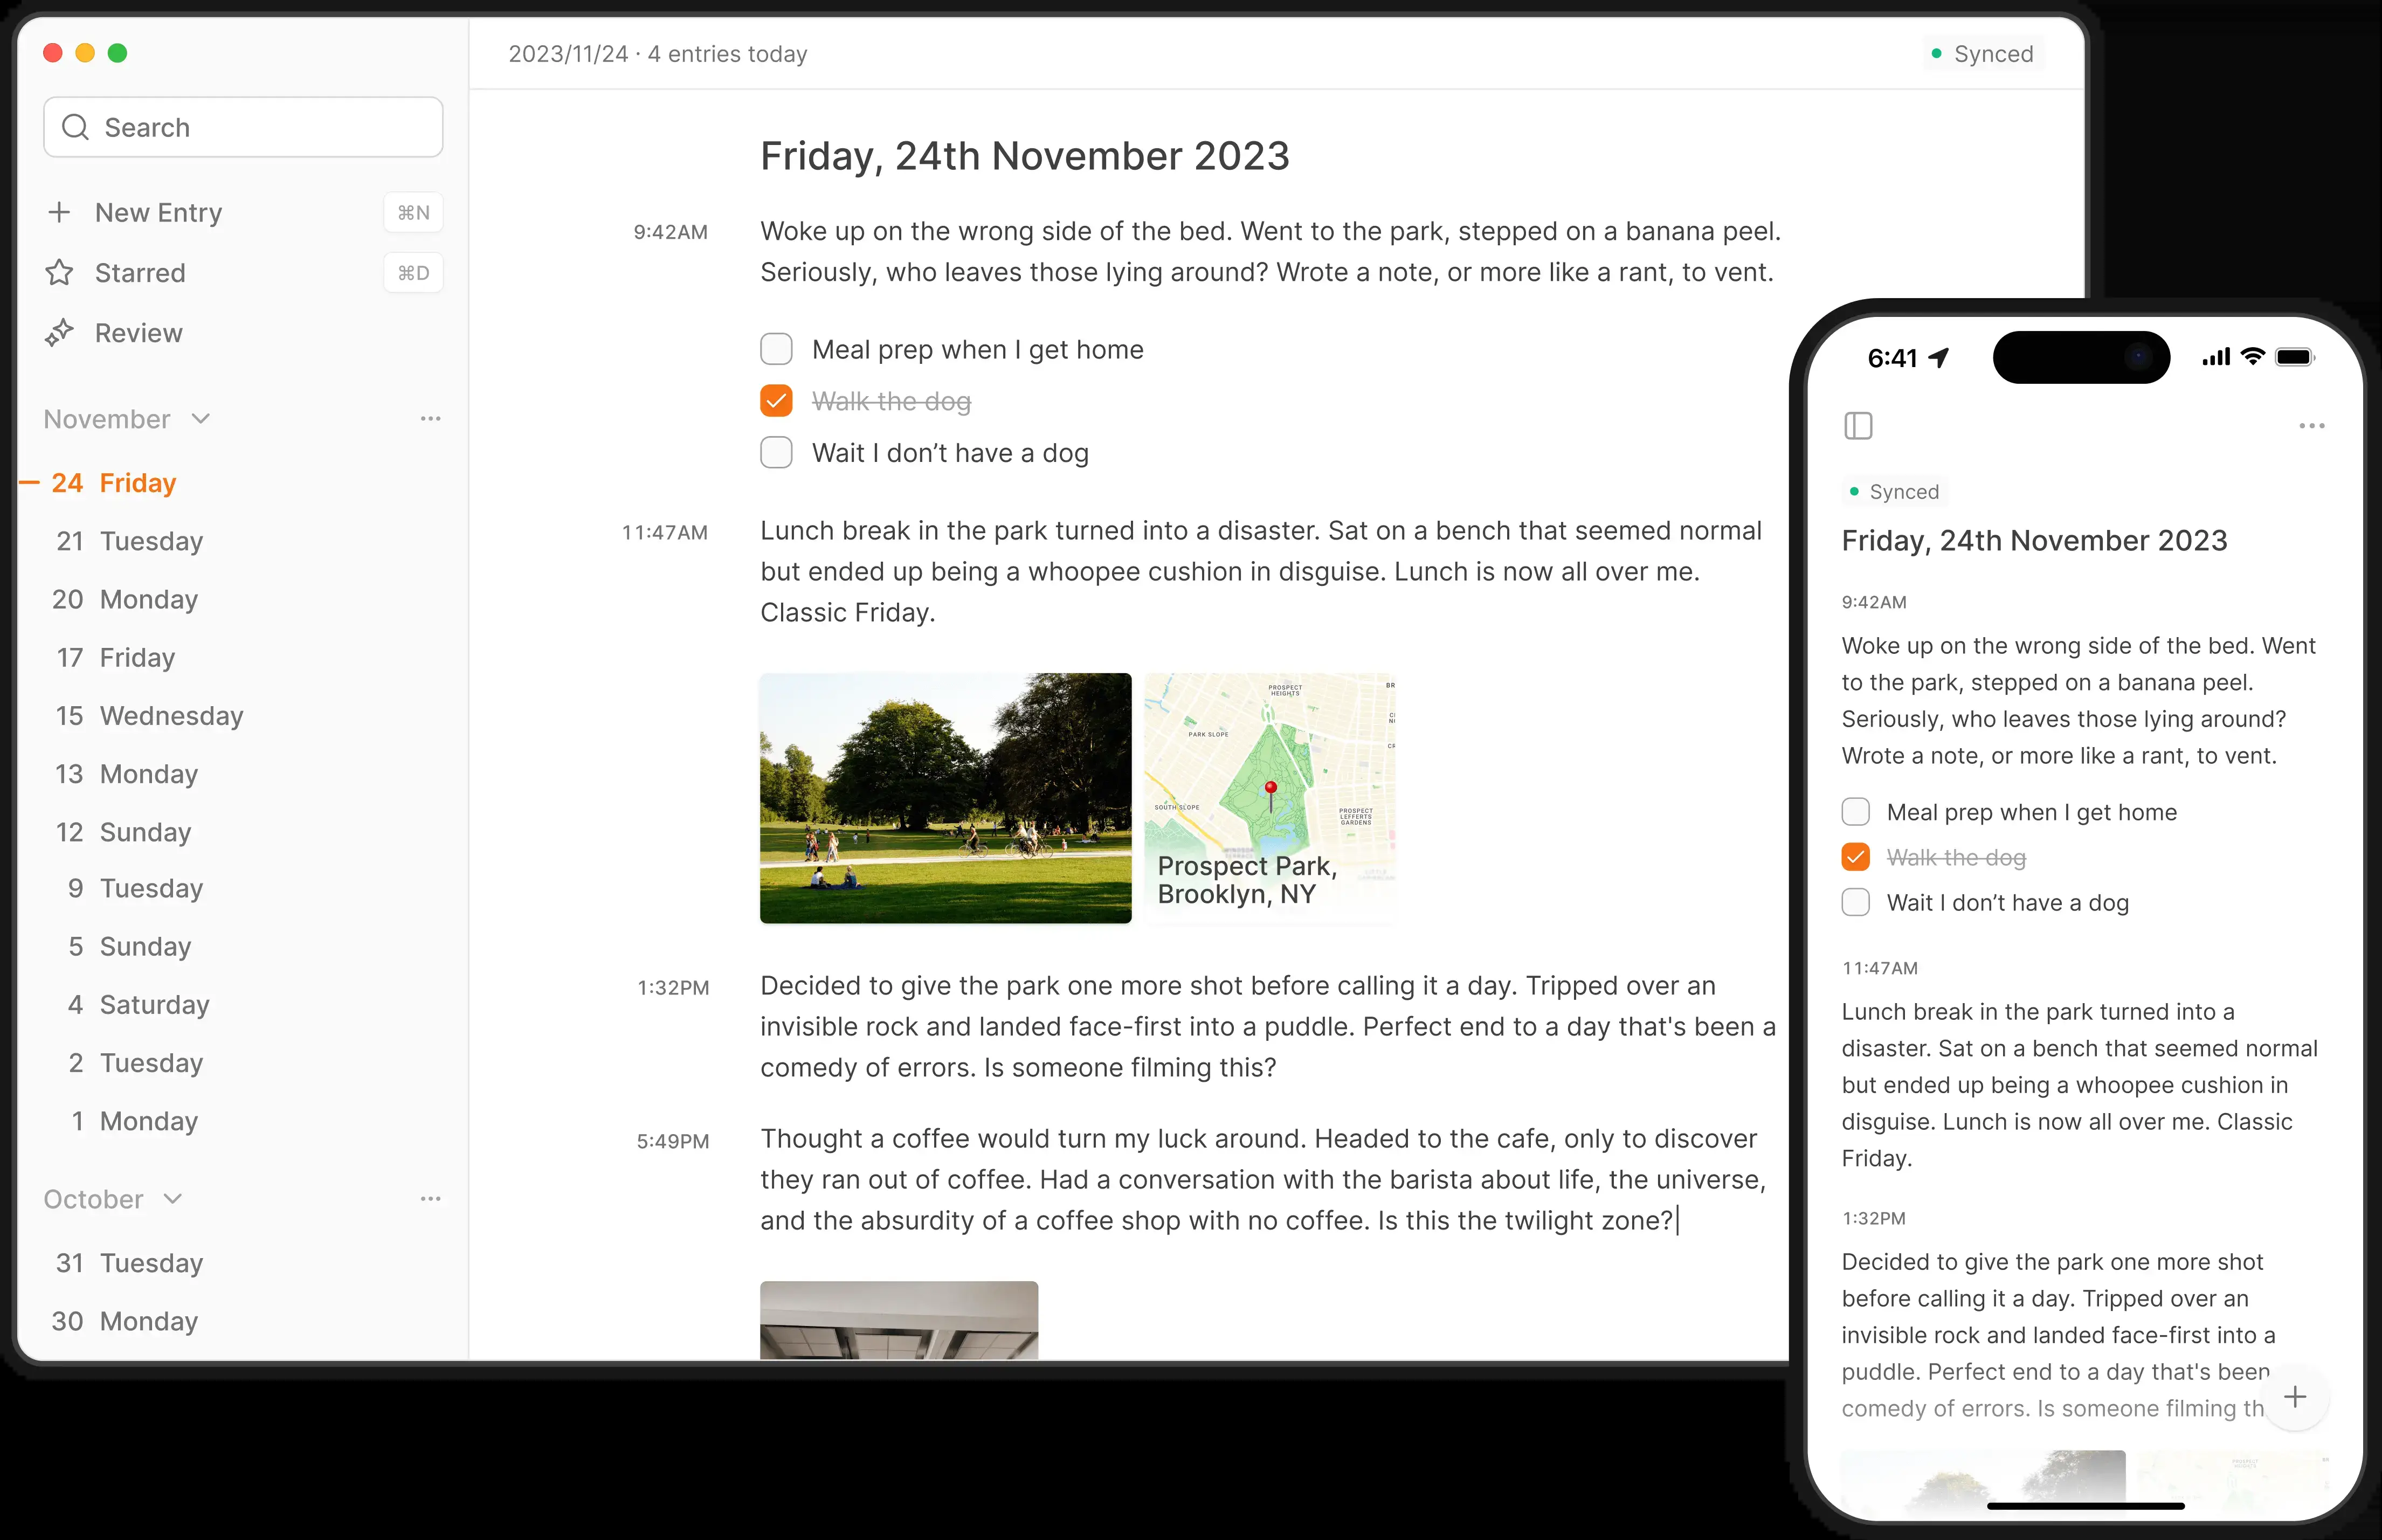 2023/11/24 · 4 entries today
Synced
Search
New Entry ⌘N
Starred ⌘D
Review
November
24 Friday
21 Tuesday
20 Monday
17 Friday
15 Wednesday
13 Monday
12 Sunday
9 Tuesday
5 Sunday
4 Saturday
2 Tuesday
1 Monday
October
31 Tuesday
30 Monday
Friday, 24th November 2023
9:42AM
Woke up on the wrong side of the bed. Went to the park, stepped on a banana peel.
Seriously, who leaves those lying around? Wrote a note, or more like a rant, to vent.
Meal prep when I get home
Walk the dog
Wait I don’t have a dog
11:47AM
Lunch break in the park turned into a disaster. Sat on a bench that seemed normal
but ended up being a whoopee cushion in disguise. Lunch is now all over me.
Classic Friday.
PROSPECT
HEIGHTS
BR
PARK SLOPE
SOUTH SLOPE
PROSPECT
LEFFERTS
GARDENS
Prospect Park,
Brooklyn, NY
1:32PM
Decided to give the park one more shot before calling it a day. Tripped over an
invisible rock and landed face-first into a puddle. Perfect end to a day that's been a
comedy of errors. Is someone filming this?
5:49PM
Thought a coffee would turn my luck around. Headed to the cafe, only to discover
they ran out of coffee. Had a conversation with the barista about life, the universe,
and the absurdity of a coffee shop with no coffee. Is this the twilight zone?
6:41
Synced
Friday, 24th November 2023
9:42AM
Woke up on the wrong side of the bed. Went
to the park, stepped on a banana peel.
Seriously, who leaves those lying around?
Wrote a note, or more like a rant, to vent.
Meal prep when I get home
Walk the dog
Wait I don’t have a dog
11:47AM
Lunch break in the park turned into a
disaster. Sat on a bench that seemed normal
but ended up being a whoopee cushion in
disguise. Lunch is now all over me. Classic
Friday.
1:32PM
Decided to give the park one more shot
before calling it a day. Tripped over an
invisible rock and landed face-first into a
puddle. Perfect end to a day that's been
comedy of errors. Is someone filming th
PROSPECT
HEIGHTS